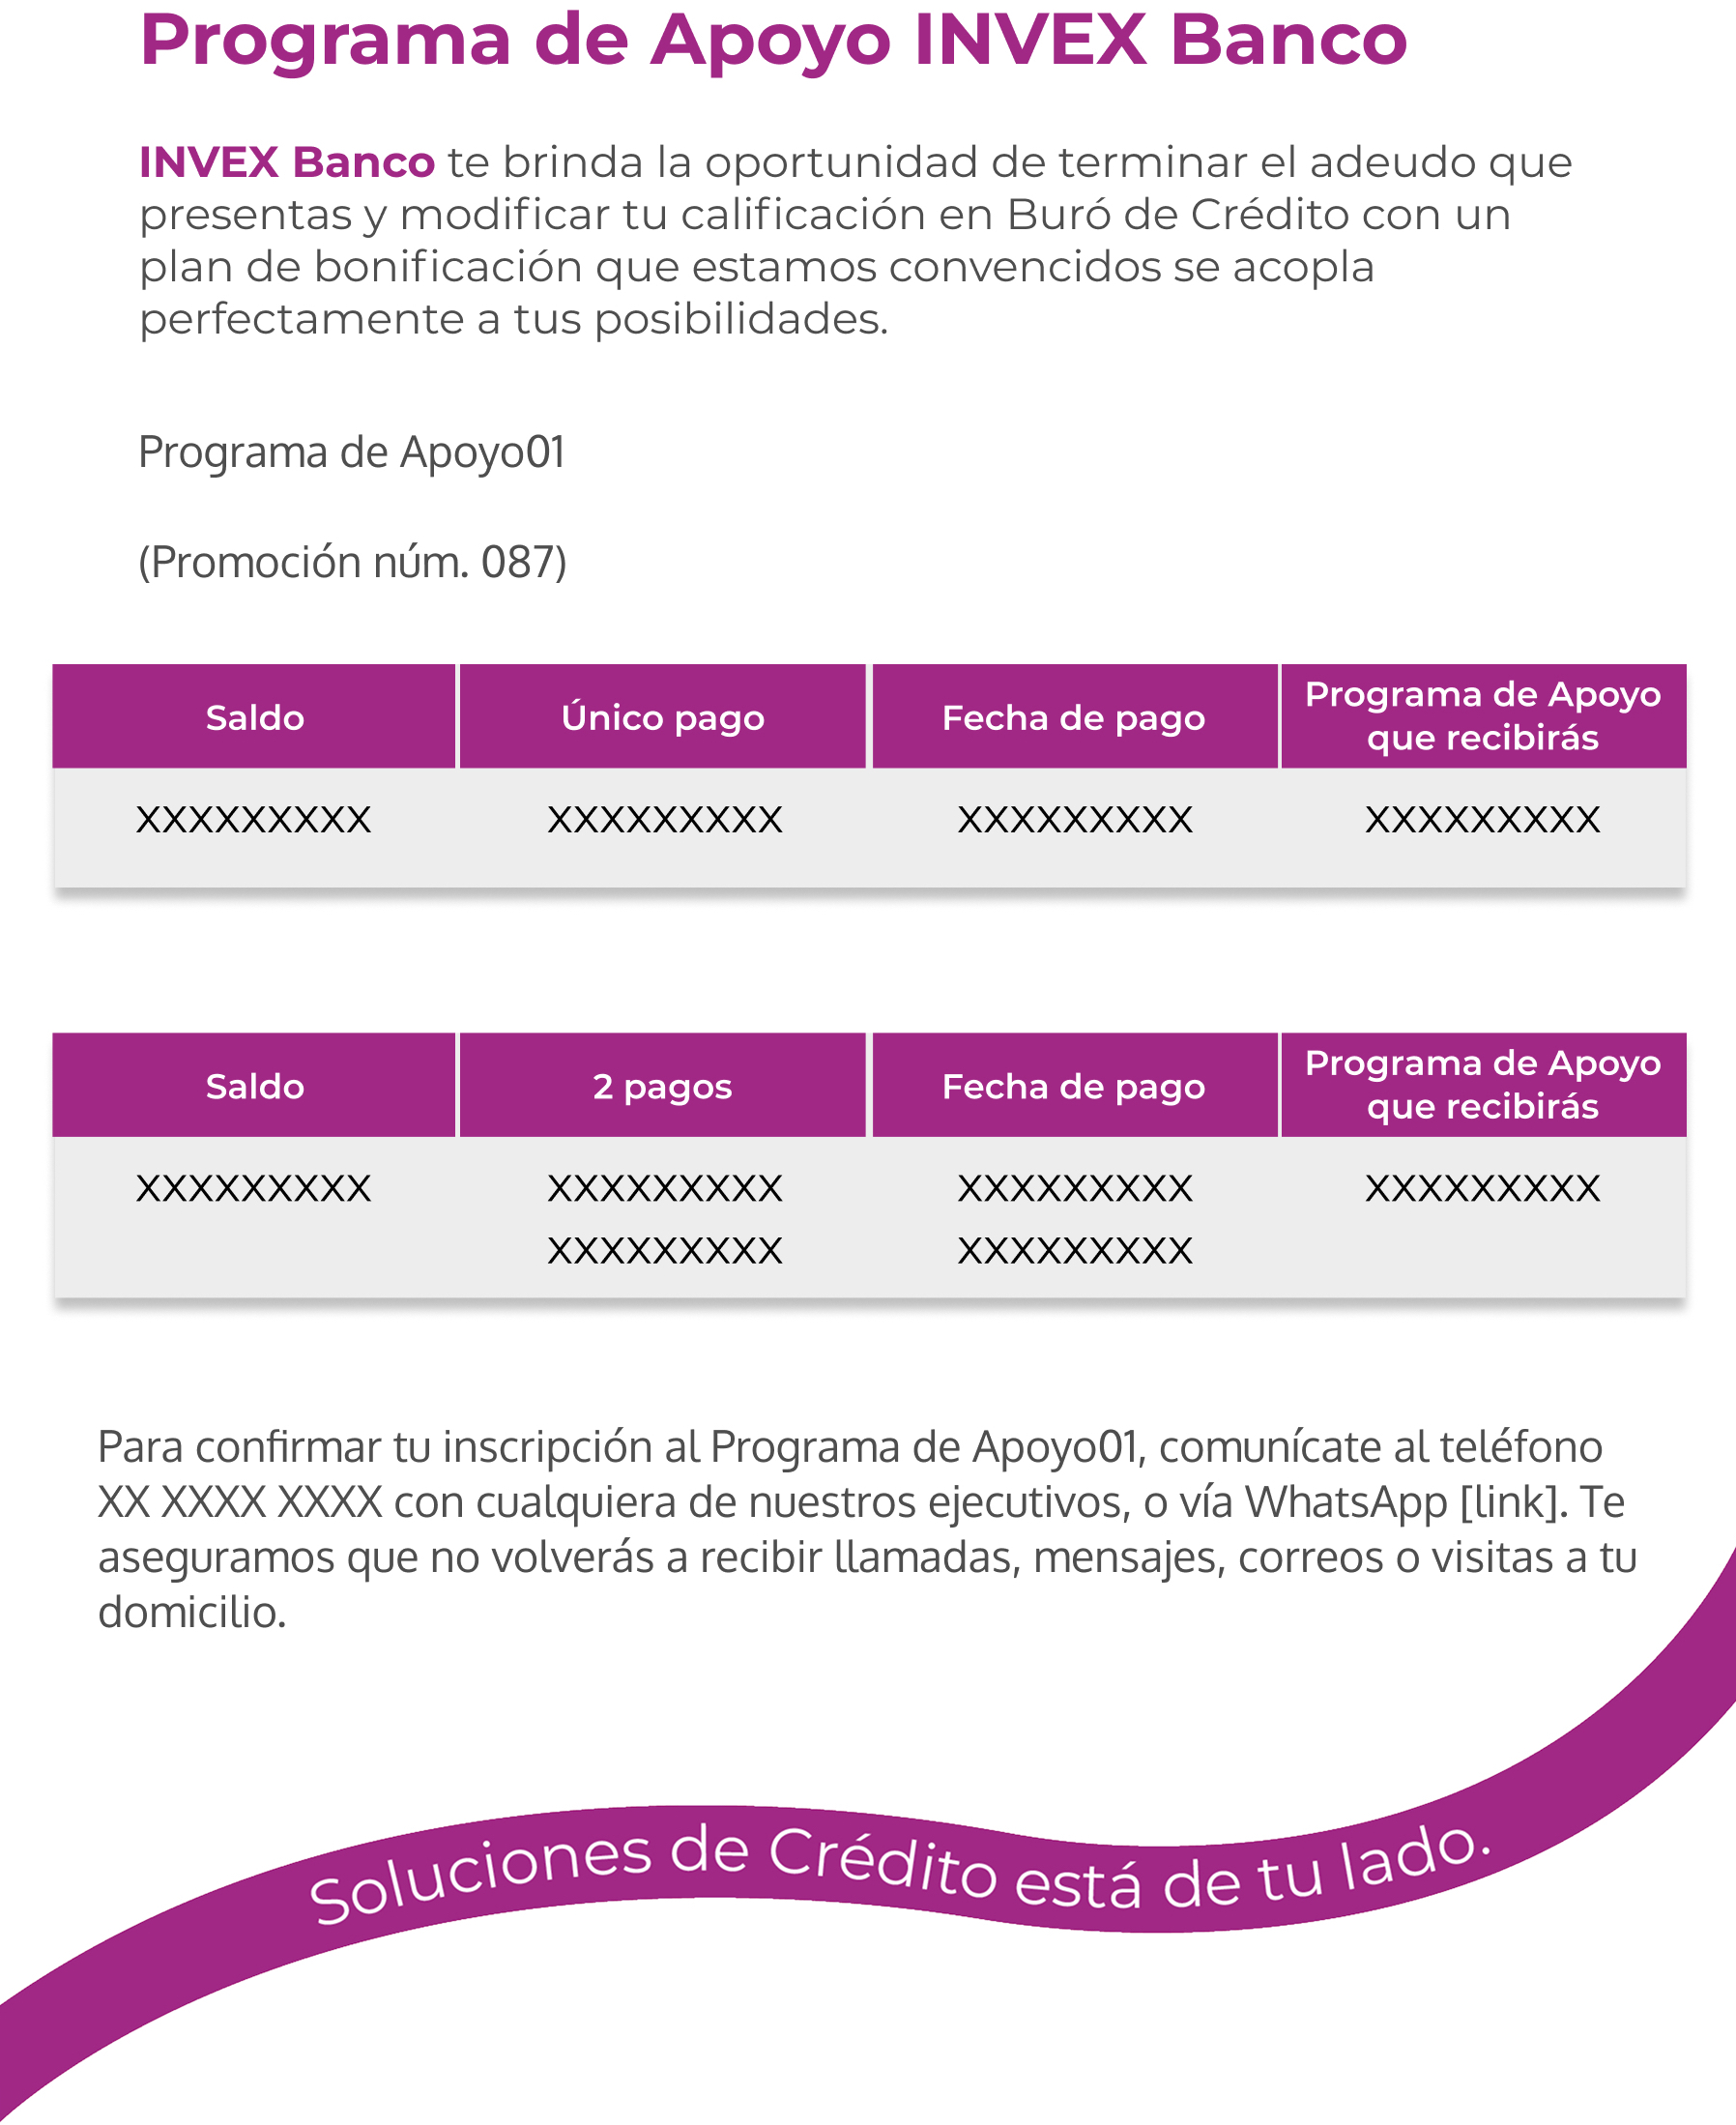 Programa de Apoyo INVEX Banco
INVEX Banco te brinda la oportunidad de terminar el adeudo que
presentas y modificar tu calificación en Buró de Crédito con un
plan de bonificación que estamos convencidos se acopla
perfectamente a tus posibilidades.
Programa de Apoyo01
(Promoción núm. 087)
Saldo Único pago Fecha de pago Programa de Apoyo que recibirás
XXXXXXXXX XXXXXXXXX XXXXXXXXX XXXXXXXXX
Saldo 2 pagos Fecha de pago Programa de Apoyo que recibirás
XXXXXXXXX XXXXXXXXX XXXXXXXXX XXXXXXXXX
XXXXXXXXX XXXXXXXXX
Para confirmar tu inscripción al Programa de Apoyo01, comunícate al teléfono
XX XXXX XXXX con cualquiera de nuestros ejecutivos, o vía WhatsApp [link]. Te
aseguramos que no volverás a recibir llamadas, mensajes, correos o visitas a tu
domicilio.
Soluciones de Crédito está de tu lado.